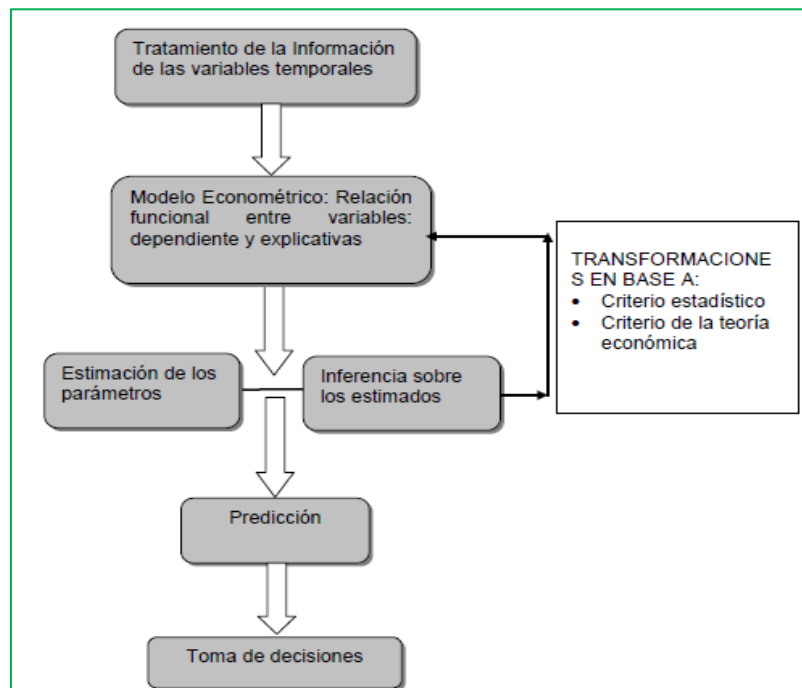 Tratamiento de la Información
de las variables temporales
Modelo Econométrico: Relación
funcional entre variables:
dependiente y explicativas
TRANSFORMACIONE
S EN BASE A:
• Criterio estadístico
• Criterio de la teoría
económica
Estimación de los
parámetros
Inferencia sobre
los estimados
Predicción
Toma de decisiones